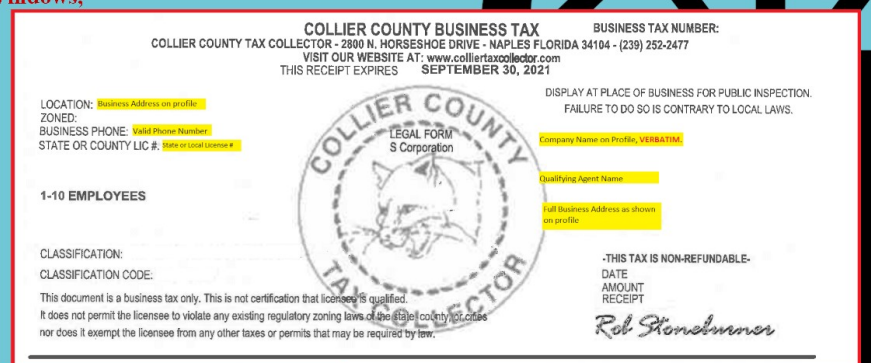 Windows,
COLLIER COUNTY BUSINESS TAX
BUSINESS TAX NUMBER:
COLLIER COUNTY TAX COLLECTOR - 2800 N. HORSESHOE DRIVE - NAPLES FLORIDA 34104 - (239) 252-2477
VISIT OUR WEBSITE AT: www.colliertaxcollector.com
THIS RECEIPT EXPIRES SEPTEMBER 30, 2021
DISPLAY AT PLACE OF BUSINESS FOR PUBLIC INSPECTION.
FAILURE TO DO SO IS CONTRARY TO LOCAL LAWS.
LOCATION: Business Address on profile
ZONED:
BUSINESS PHONE: Valid Phone Number
STATE OR COUNTY LIC #: State or Local License #
COLLIER COUNTY
TAX COLLECTOR
LEGAL FORM
S Corporation
Company Name on Profile, VERBATIM.
Qualifying Agent Name
Full Business Address as shown
on profile
1-10 EMPLOYEES
CLASSIFICATION:
CLASSIFICATION CODE:
This document is a business tax only. This is not certification that licensee is qualified.
It does not permit the licensee to violate any existing regulatory zoning laws of the state, county, or cities
nor does it exempt the licensee from any other taxes or permits that may be required by law.
-THIS TAX IS NON-REFUNDABLE-
DATE
AMOUNT
RECEIPT
Rob Stoneburner